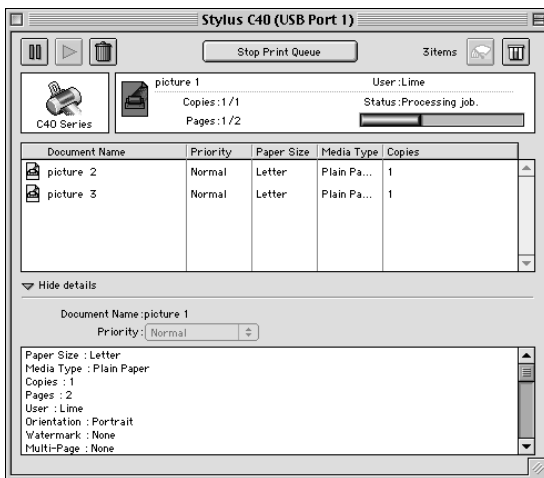 Stylus C40 (USB Port 1)
Stop Print Queue
3items
C40 Series
picture 1
User:Lime
Copies:1/1
Status:Processing job.
Pages:1/2
Document Name Priority Paper Size Media Type Copies
picture 2 Normal Letter Plain Pa... 1
picture 3 Normal Letter Plain Pa... 1
Hide details
Document Name:picture 1
Priority: Normal
Paper Size : Letter
Media Type : Plain Paper
Copies : 1
Pages : 2
User : Lime
Orientation : Portrait
Watermark : None
Multi-Page : None